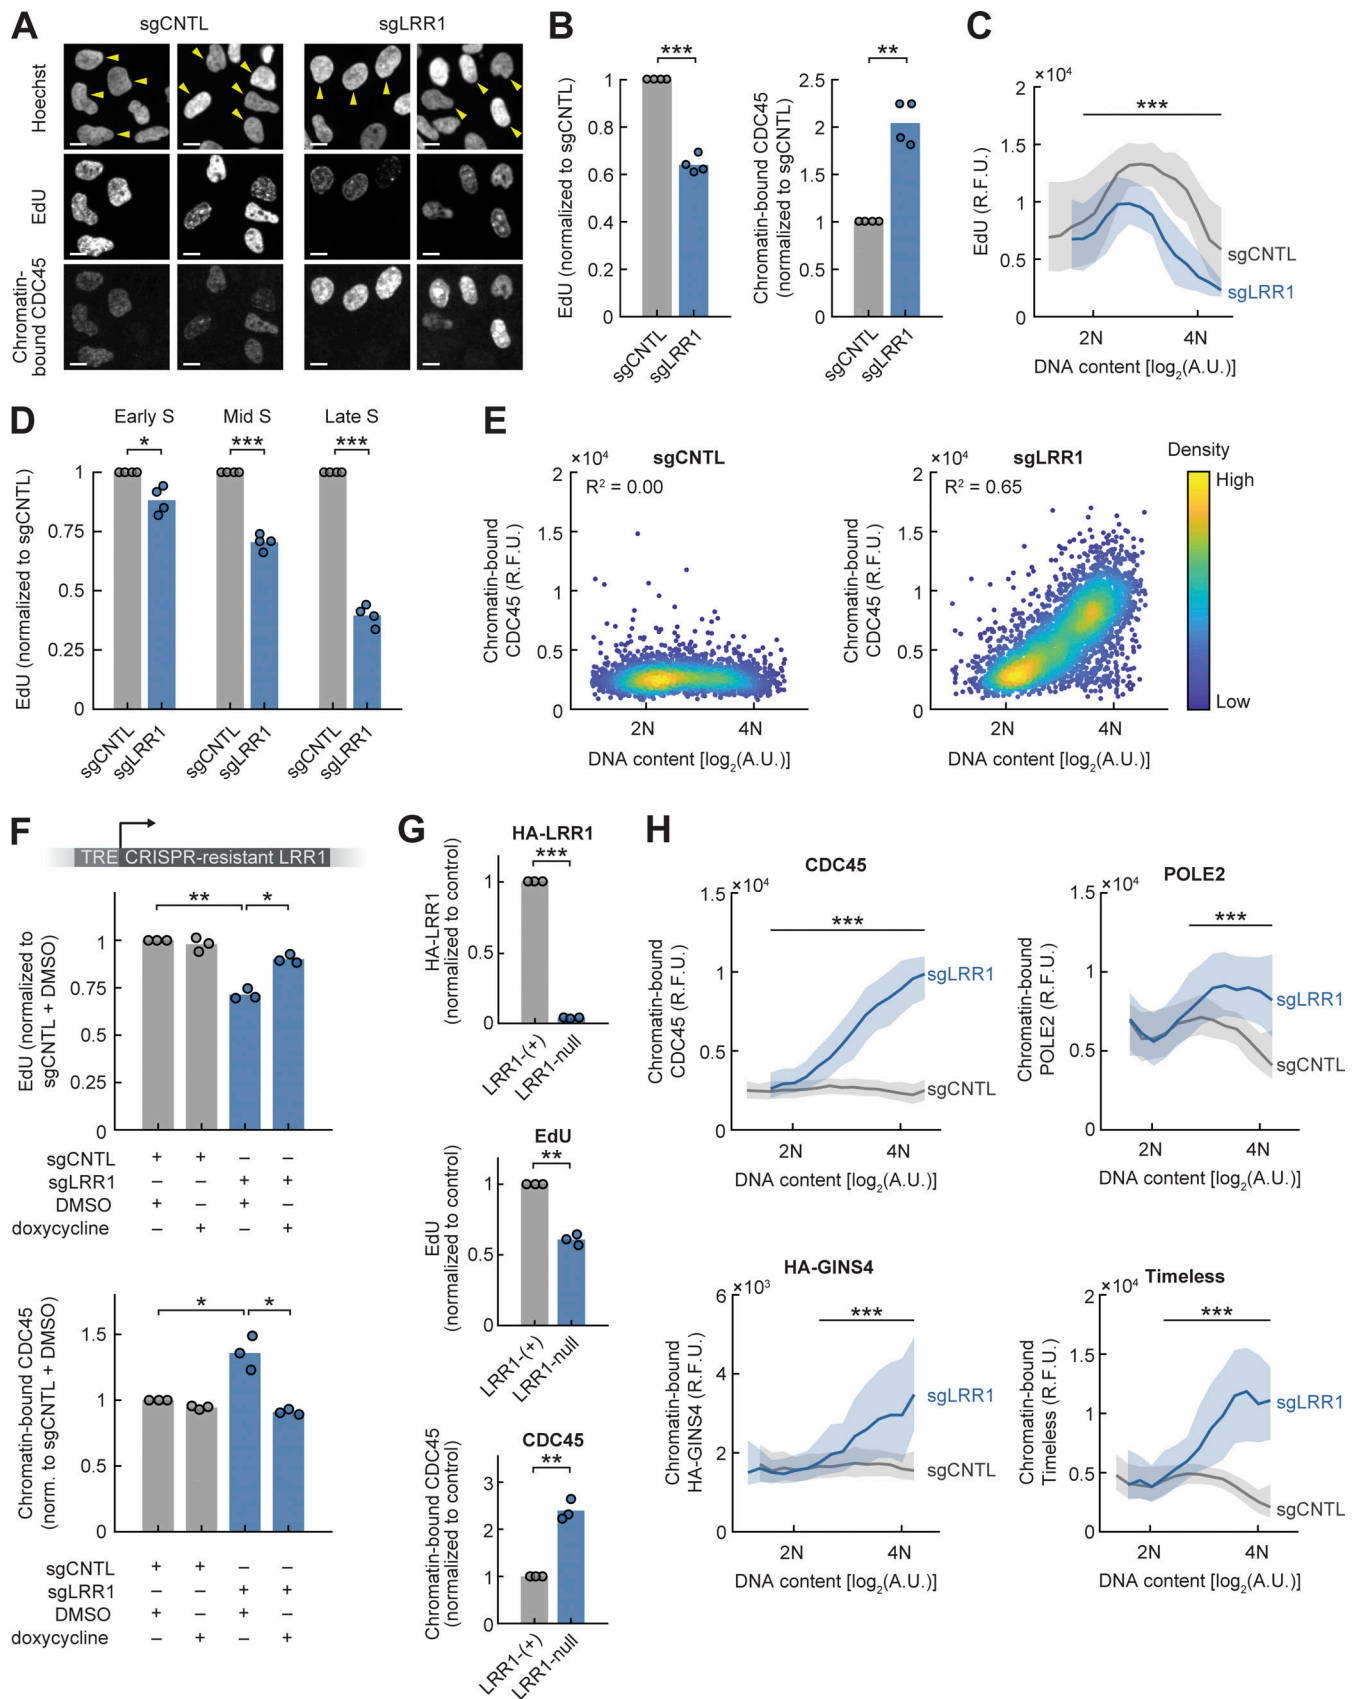 A
sgCNTL
sgLRR1
Hoechst
EdU
Chromatin-
bound CDC45
B
EdU (normalized to sgCNTL)
1
0.8
0.6
0.4
0.2
0
***
sgCNTL
sgLRR1
Chromatin-bound CDC45
(normalized to sgCNTL)
2.5
2
1
2.5
0
**
sgCNTL
sgLRR1
C
×10⁴
EdU (R.F.U.)
2
1
0
***
sgCNTL
sgLRR1
2N
4N
DNA content [log₂(A.U.)]
D
Early S
Mid S
Late S
*
***
***
EdU (normalized to sgCNTL)
1
0.75
0.5
0.25
0
sgCNTL
sgLRR1
sgCNTL
sgLRR1
sgCNTL
sgLRR1
E
×10⁴
sgCNTL
R² = 0.00
Chromatin-bound
CDC45 (R.F.U.)
2
1.5
1
0.5
0
2N
4N
DNA content [log₂(A.U.)]
×10⁴
sgLRR1
R² = 0.65
Chromatin-bound
CDC45 (R.F.U.)
2
1.5
1
0.5
0
2N
4N
DNA content [log₂(A.U.)]
Density
High
Low
F
TRE CRISPR-resistant LRR1
EdU (normalized to
sgCNTL + DMSO)
1
0.75
0.5
0.25
0
**
*
sgCNTL + + – –
sgLRR1 – – + +
DMSO + – + –
doxycycline – + – +
Chromatin-bound CDC45
(norm. to sgCNTL + DMSO)
1.5
1
0.5
0
*
*
sgCNTL + + – –
sgLRR1 – – + +
DMSO + – + –
doxycycline – + – +
G
HA-LRR1
***
HA-LRR1
(normalized to control)
1
0.5
0
LRR1-(+)
LRR1-null
EdU
**
EdU
(normalized to control)
1
0.5
0
LRR1-(+)
LRR1-null
CDC45
**
Chromatin-bound CDC45
(normalized to control)
3
2
1
0
LRR1-(+)
LRR1-null
H
CDC45
×10⁴
***
Chromatin-bound
CDC45 (R.F.U.)
1.5
1
0.5
0
sgLRR1
sgCNTL
2N
4N
DNA content [log₂(A.U.)]
POLE2
×10⁴
***
Chromatin-bound
POLE2 (R.F.U.)
1.5
1
0.5
0
sgLRR1
sgCNTL
2N
4N
DNA content [log₂(A.U.)]
HA-GINS4
×10³
***
Chromatin-bound
HA-GINS4 (R.F.U.)
6
4
2
0
sgLRR1
sgCNTL
2N
4N
DNA content [log₂(A.U.)]
Timeless
×10⁴
***
Chromatin-bound
Timeless (R.F.U.)
2
1.5
1
0.5
0
sgLRR1
sgCNTL
2N
4N
DNA content [log₂(A.U.)]